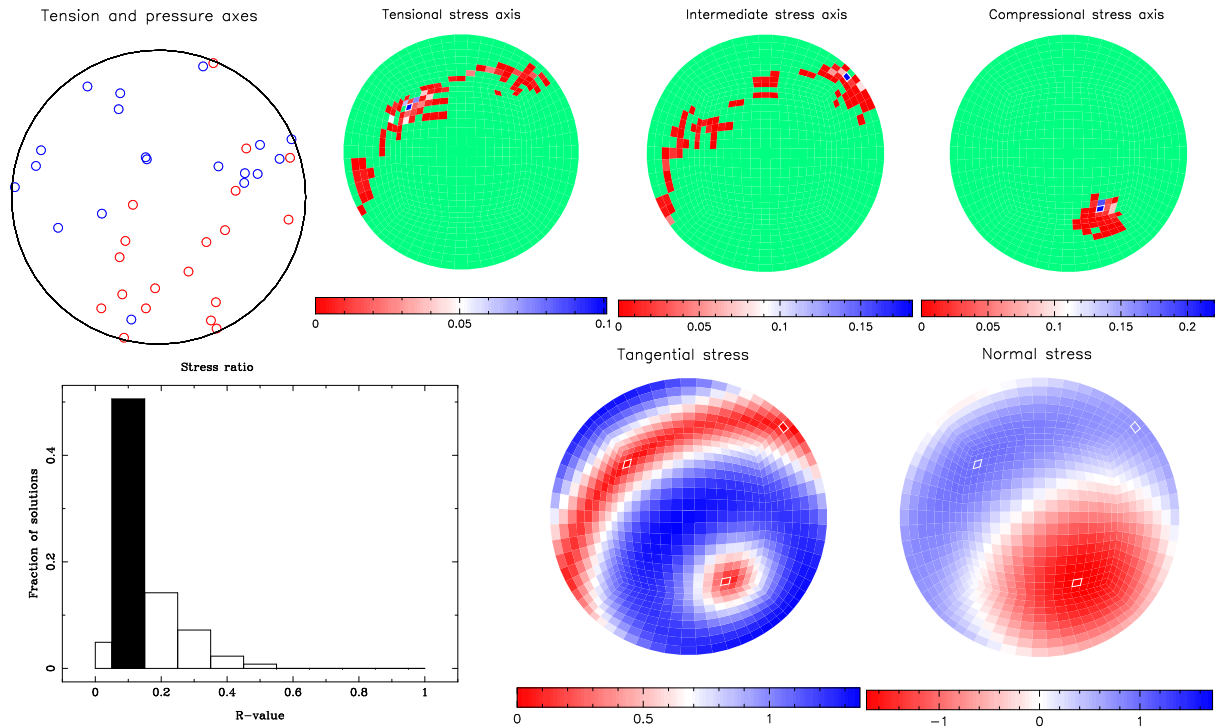 Tension and pressure axes
Tensional stress axis
Intermediate stress axis
Compressional stress axis
0 0.05 0.1
0.05 0.1 0.15
0 0.05 0.1 0.15 0.2
Stress ratio
Fraction of solutions
0.4
0.2
0
0 0.2 0.4 0.6 0.8 1
R-value
Tangential stress
Normal stress
0 0.5 1
−1 0 1